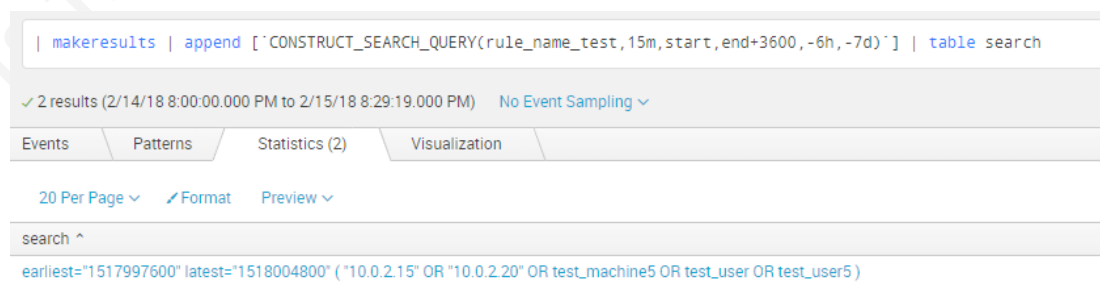 | makeresults | append [`CONSTRUCT_SEARCH_QUERY(rule_name_test,15m,start,end+3600,-6h,-7d)`] | table search
✓ 2 results (2/14/18 8:00:00.000 PM to 2/15/18 8:29:19.000 PM) No Event Sampling
Events Patterns Statistics (2) Visualization
20 Per Page Format Preview
search ^
earliest="1517997600" latest="1518004800" ( "10.0.2.15" OR "10.0.2.20" OR test_machine5 OR test_user OR test_user5 )